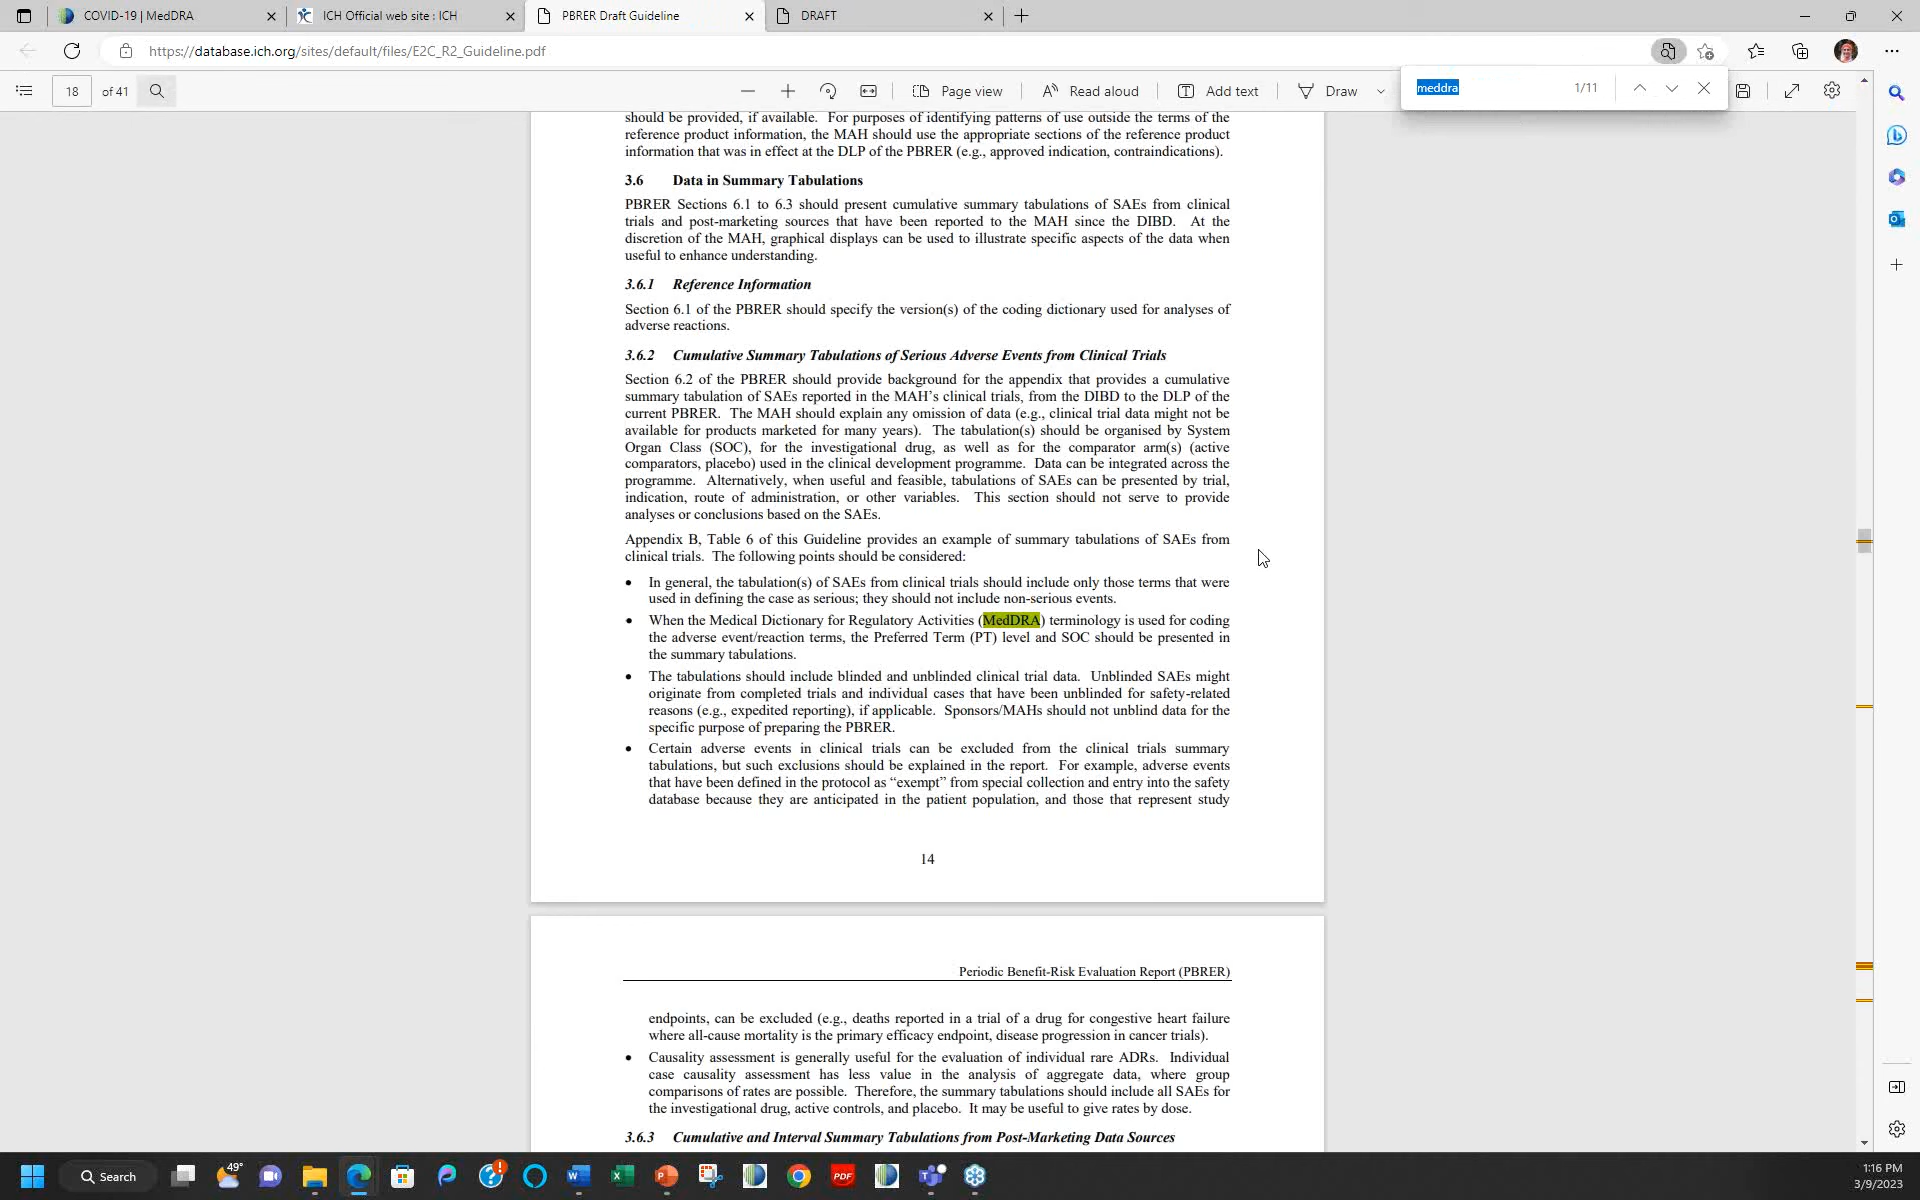 COVID-19 | MedDRA
ICH Official web site : ICH
PBRER Draft Guideline
DRAFT
https://database.ich.org/sites/default/files/E2C_R2_Guideline.pdf
18 of 41
Page view
Read aloud
Add text
Draw
meddra 1/11
should be provided, if available. For purposes of identifying patterns of use outside the terms of the
reference product information, the MAH should use the appropriate sections of the reference product
information that was in effect at the DLP of the PBRER (e.g., approved indication, contraindications).
3.6 Data in Summary Tabulations
PBRER Sections 6.1 to 6.3 should present cumulative summary tabulations of SAEs from clinical
trials and post-marketing sources that have been reported to the MAH since the DIBD. At the
discretion of the MAH, graphical displays can be used to illustrate specific aspects of the data when
useful to enhance understanding.
3.6.1 Reference Information
Section 6.1 of the PBRER should specify the version(s) of the coding dictionary used for analyses of
adverse reactions.
3.6.2 Cumulative Summary Tabulations of Serious Adverse Events from Clinical Trials
Section 6.2 of the PBRER should provide background for the appendix that provides a cumulative
summary tabulation of SAEs reported in the MAH's clinical trials, from the DIBD to the DLP of the
current PBRER. The MAH should explain any omission of data (e.g., clinical trial data might not be
available for products marketed for many years). The tabulation(s) should be organised by System
Organ Class (SOC), for the investigational drug, as well as for the comparator arm(s) (active
comparators, placebo) used in the clinical development programme. Data can be integrated across the
programme. Alternatively, when useful and feasible, tabulations of SAEs can be presented by trial,
indication, route of administration, or other variables. This section should not serve to provide
analyses or conclusions based on the SAEs.
Appendix B, Table 6 of this Guideline provides an example of summary tabulations of SAEs from
clinical trials. The following points should be considered:
• In general, the tabulation(s) of SAEs from clinical trials should include only those terms that were
used in defining the case as serious; they should not include non-serious events.
• When the Medical Dictionary for Regulatory Activities (MedDRA) terminology is used for coding
the adverse event/reaction terms, the Preferred Term (PT) level and SOC should be presented in
the summary tabulations.
• The tabulations should include blinded and unblinded clinical trial data. Unblinded SAEs might
originate from completed trials and individual cases that have been unblinded for safety-related
reasons (e.g., expedited reporting), if applicable. Sponsors/MAHs should not unblind data for the
specific purpose of preparing the PBRER.
• Certain adverse events in clinical trials can be excluded from the clinical trials summary
tabulations, but such exclusions should be explained in the report. For example, adverse events
that have been defined in the protocol as “exempt” from special collection and entry into the safety
database because they are anticipated in the patient population, and those that represent study
14
Periodic Benefit-Risk Evaluation Report (PBRER)
endpoints, can be excluded (e.g., deaths reported in a trial of a drug for congestive heart failure
where all-cause mortality is the primary efficacy endpoint, disease progression in cancer trials).
• Causality assessment is generally useful for the evaluation of individual rare ADRs. Individual
case causality assessment has less value in the analysis of aggregate data, where group
comparisons of rates are possible. Therefore, the summary tabulations should include all SAEs for
the investigational drug, active controls, and placebo. It may be useful to give rates by dose.
3.6.3 Cumulative and Interval Summary Tabulations from Post-Marketing Data Sources
Search
49°
PDF
1:16 PM
3/9/2023